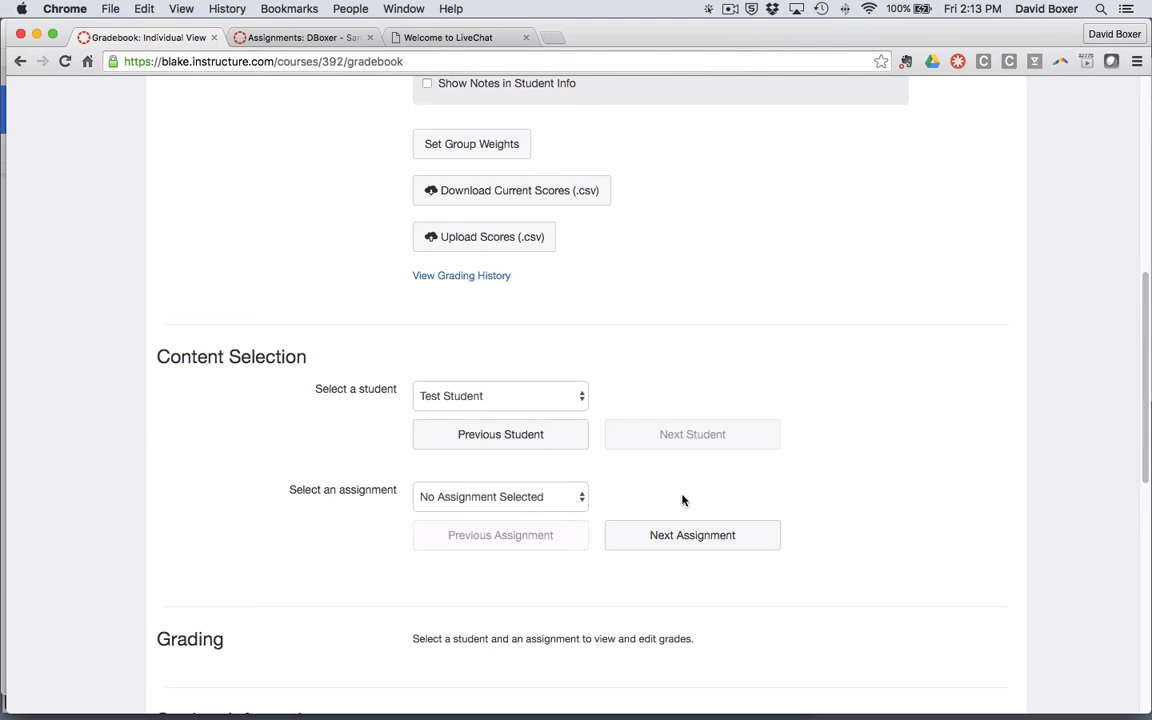 Chrome File Edit View History Bookmarks People Window Help 100% Fri 2:13 PM David Boxer
Gradebook: Individual View × Assignments: DBoxer - San × Welcome to LiveChat × David Boxer
https://blake.instructure.com/courses/392/gradebook
Show Notes in Student Info
Set Group Weights
Download Current Scores (.csv)
Upload Scores (.csv)
View Grading History
Content Selection
Select a student Test Student
Previous Student Next Student
Select an assignment No Assignment Selected
Previous Assignment Next Assignment
Grading Select a student and an assignment to view and edit grades.